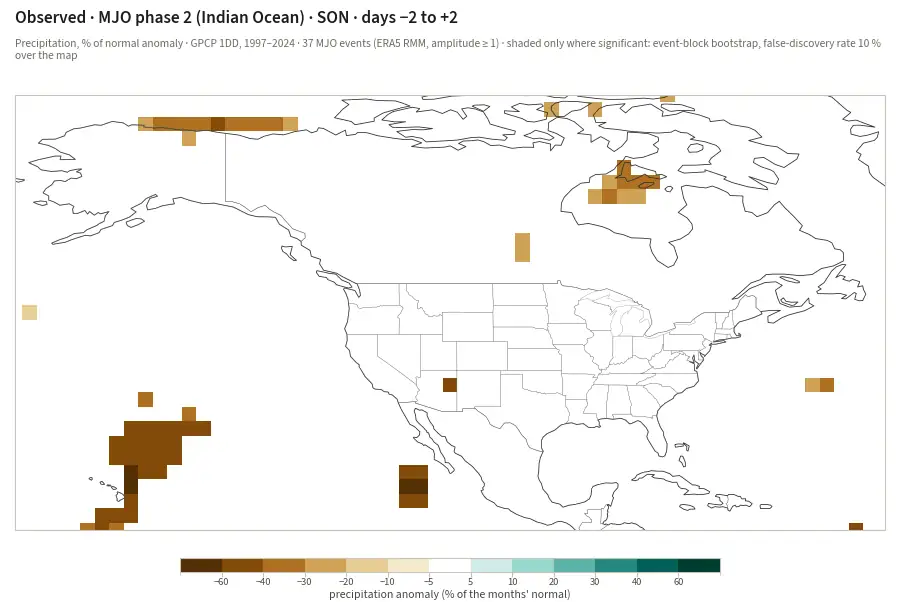 Observed · MJO phase 2 (Indian Ocean) · SON · days −2 to +2
Precipitation, % of normal anomaly · GPCP 1DD, 1997–2024 · 37 MJO events (ERA5 RMM, amplitude ≥ 1) · shaded only where significant: event-block bootstrap, false-discovery rate 10 %
over the map
−60 −40 −30 −20 −10 −5 5 10 20 30 40 60
precipitation anomaly (% of the months' normal)